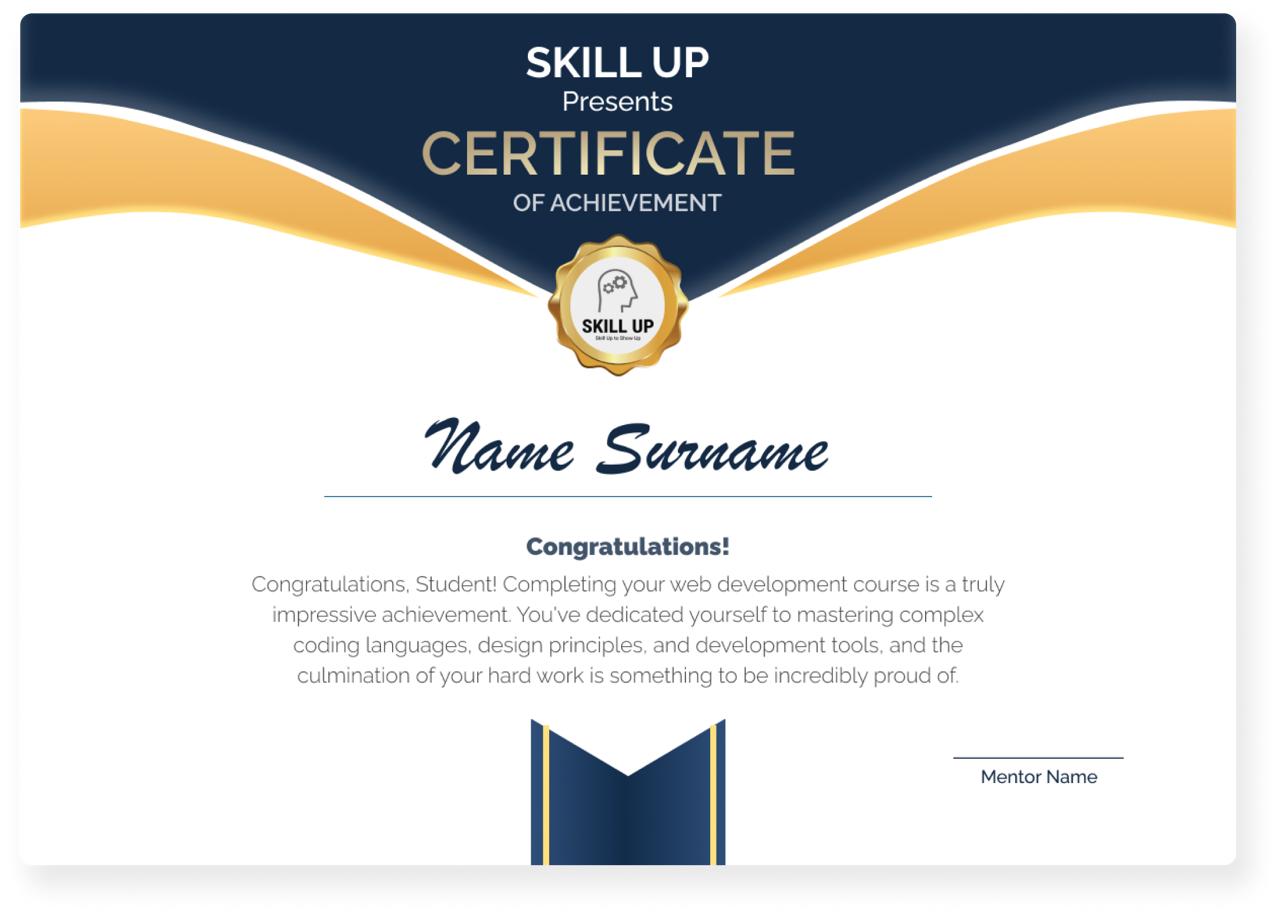 SKILL UP
Presents
CERTIFICATE
OF ACHIEVEMENT
SKILL UP
Skill Up to Show Up
Name Surname
Congratulations!
Congratulations, Student! Completing your web development course is a truly
impressive achievement. You've dedicated yourself to mastering complex
coding languages, design principles, and development tools, and the
culmination of your hard work is something to be incredibly proud of.
Mentor Name